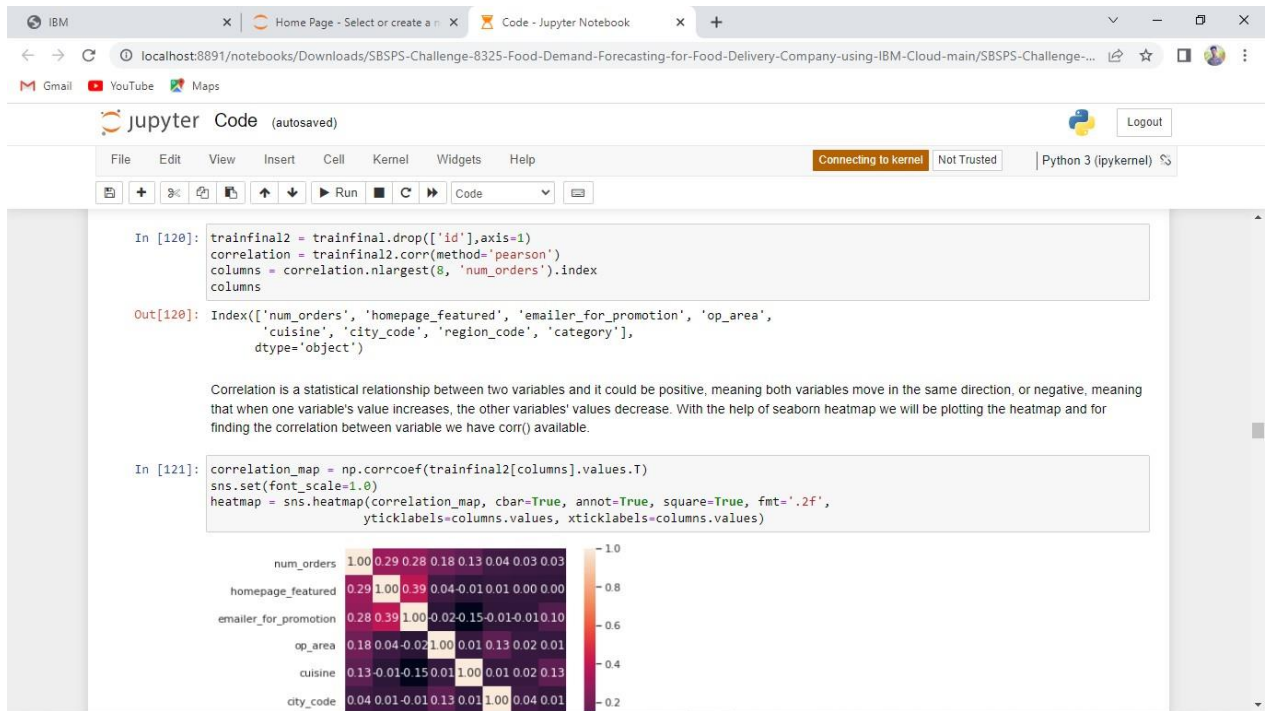 IBM
Home Page - Select or create a n
Code - Jupyter Notebook
localhost:8891/notebooks/Downloads/SBSPS-Challenge-8325-Food-Demand-Forecasting-for-Food-Delivery-Company-using-IBM-Cloud-main/SBSPS-Challenge-...
Gmail YouTube Maps
jupyter Code (autosaved)
Logout
File Edit View Insert Cell Kernel Widgets Help
Connecting to kernel Not Trusted Python 3 (ipykernel)
Run Code
In [120]: trainfinal2 = trainfinal.drop(['id'],axis=1)
correlation = trainfinal2.corr(method='pearson')
columns = correlation.nlargest(8, 'num_orders').index
columns
Out[120]: Index(['num_orders', 'homepage_featured', 'emailer_for_promotion', 'op_area',
'cuisine', 'city_code', 'region_code', 'category'],
dtype='object')
Correlation is a statistical relationship between two variables and it could be positive, meaning both variables move in the same direction, or negative, meaning
that when one variable's value increases, the other variables' values decrease. With the help of seaborn heatmap we will be plotting the heatmap and for
finding the correlation between variable we have corr() available.
In [121]: correlation_map = np.corrcoef(trainfinal2[columns].values.T)
sns.set(font_scale=1.0)
heatmap = sns.heatmap(correlation_map, cbar=True, annot=True, square=True, fmt='.2f',
yticklabels=columns.values, xticklabels=columns.values)
num_orders 1.00 0.29 0.28 0.18 0.13 0.04 0.03 0.03 1.0
homepage_featured 0.29 1.00 0.39 0.04 -0.01 0.01 0.00 0.00 0.8
emailer_for_promotion 0.28 0.39 1.00 -0.02 -0.15 -0.01 -0.01 0.10 0.6
op_area 0.18 0.04 -0.02 1.00 0.01 0.13 0.02 0.01
cuisine 0.13 -0.01 -0.15 0.01 1.00 0.01 0.02 0.13 0.4
city_code 0.04 0.01 -0.01 0.13 0.01 1.00 0.04 0.01 0.2